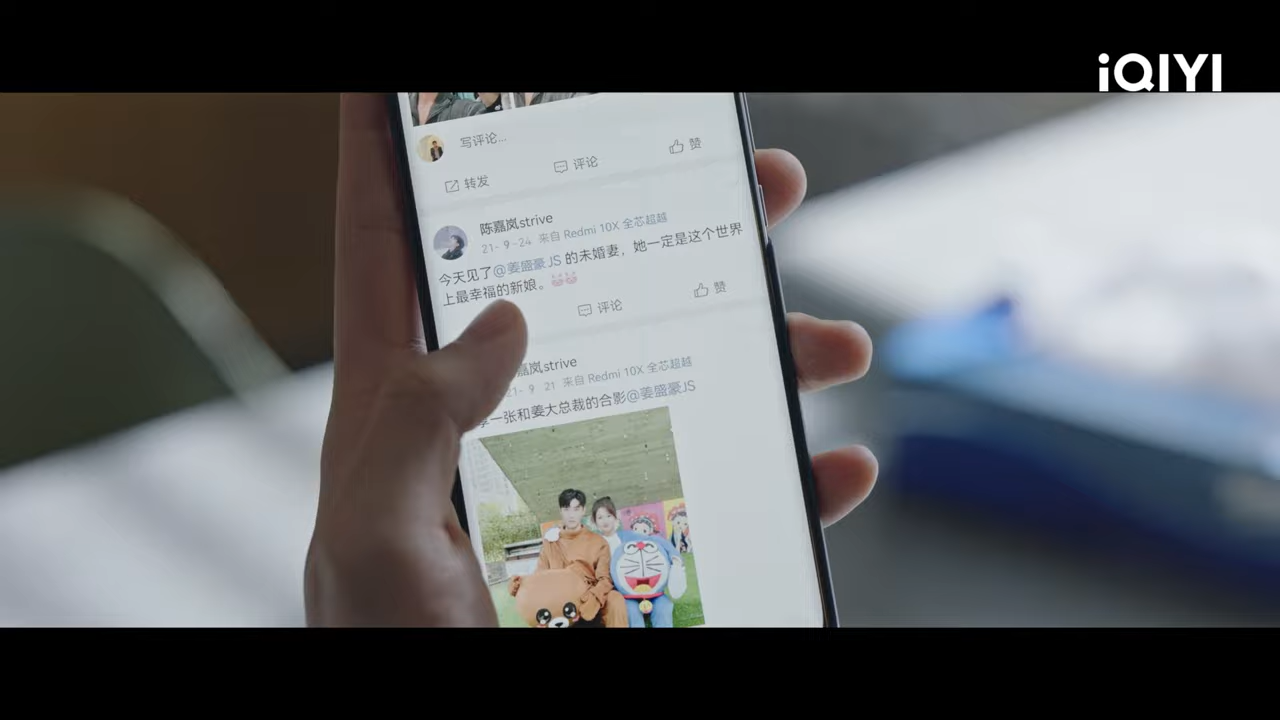 iQIYI
写评论...
转发
评论
赞
陈嘉岚strive
21-9-24 来自 Redmi 10X 全芯超越
今天见了@姜盛豪JS 的未婚妻，她一定是这个世界
上最幸福的新娘。
评论
赞
嘉岚strive
21-9 21 来自 Redmi 10X 全芯超越
一张和姜大总裁的合影@姜盛豪JS